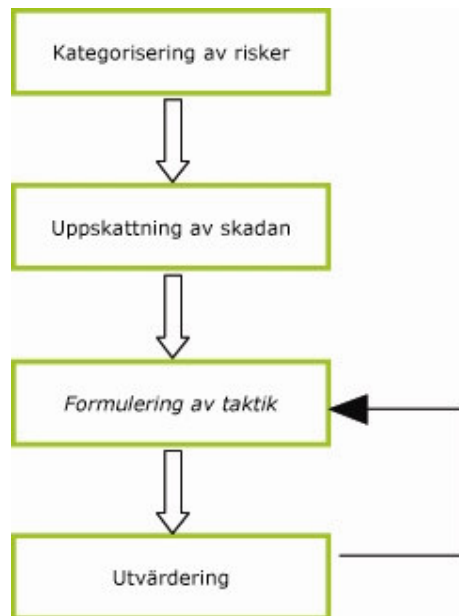 Kategorisering av risker
Uppskattning av skadan
Formulering av taktik
Utvärdering